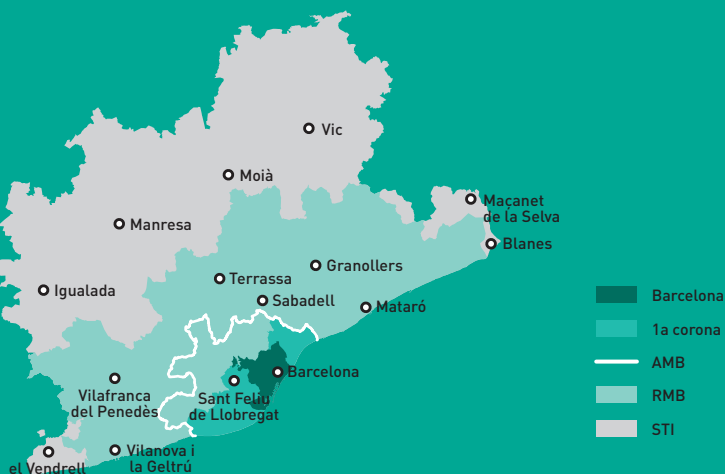 Vic
Moià
Maçanet
de la Selva
Manresa
Blanes
Granollers
Terrassa
Igualada
Sabadell
Mataró
Barcelona
Vilafranca
del Penedès
Sant Feliu
de Llobregat
Vilanova i
la Geltrú
el Vendrell
Barcelona
1a corona
AMB
RMB
STI